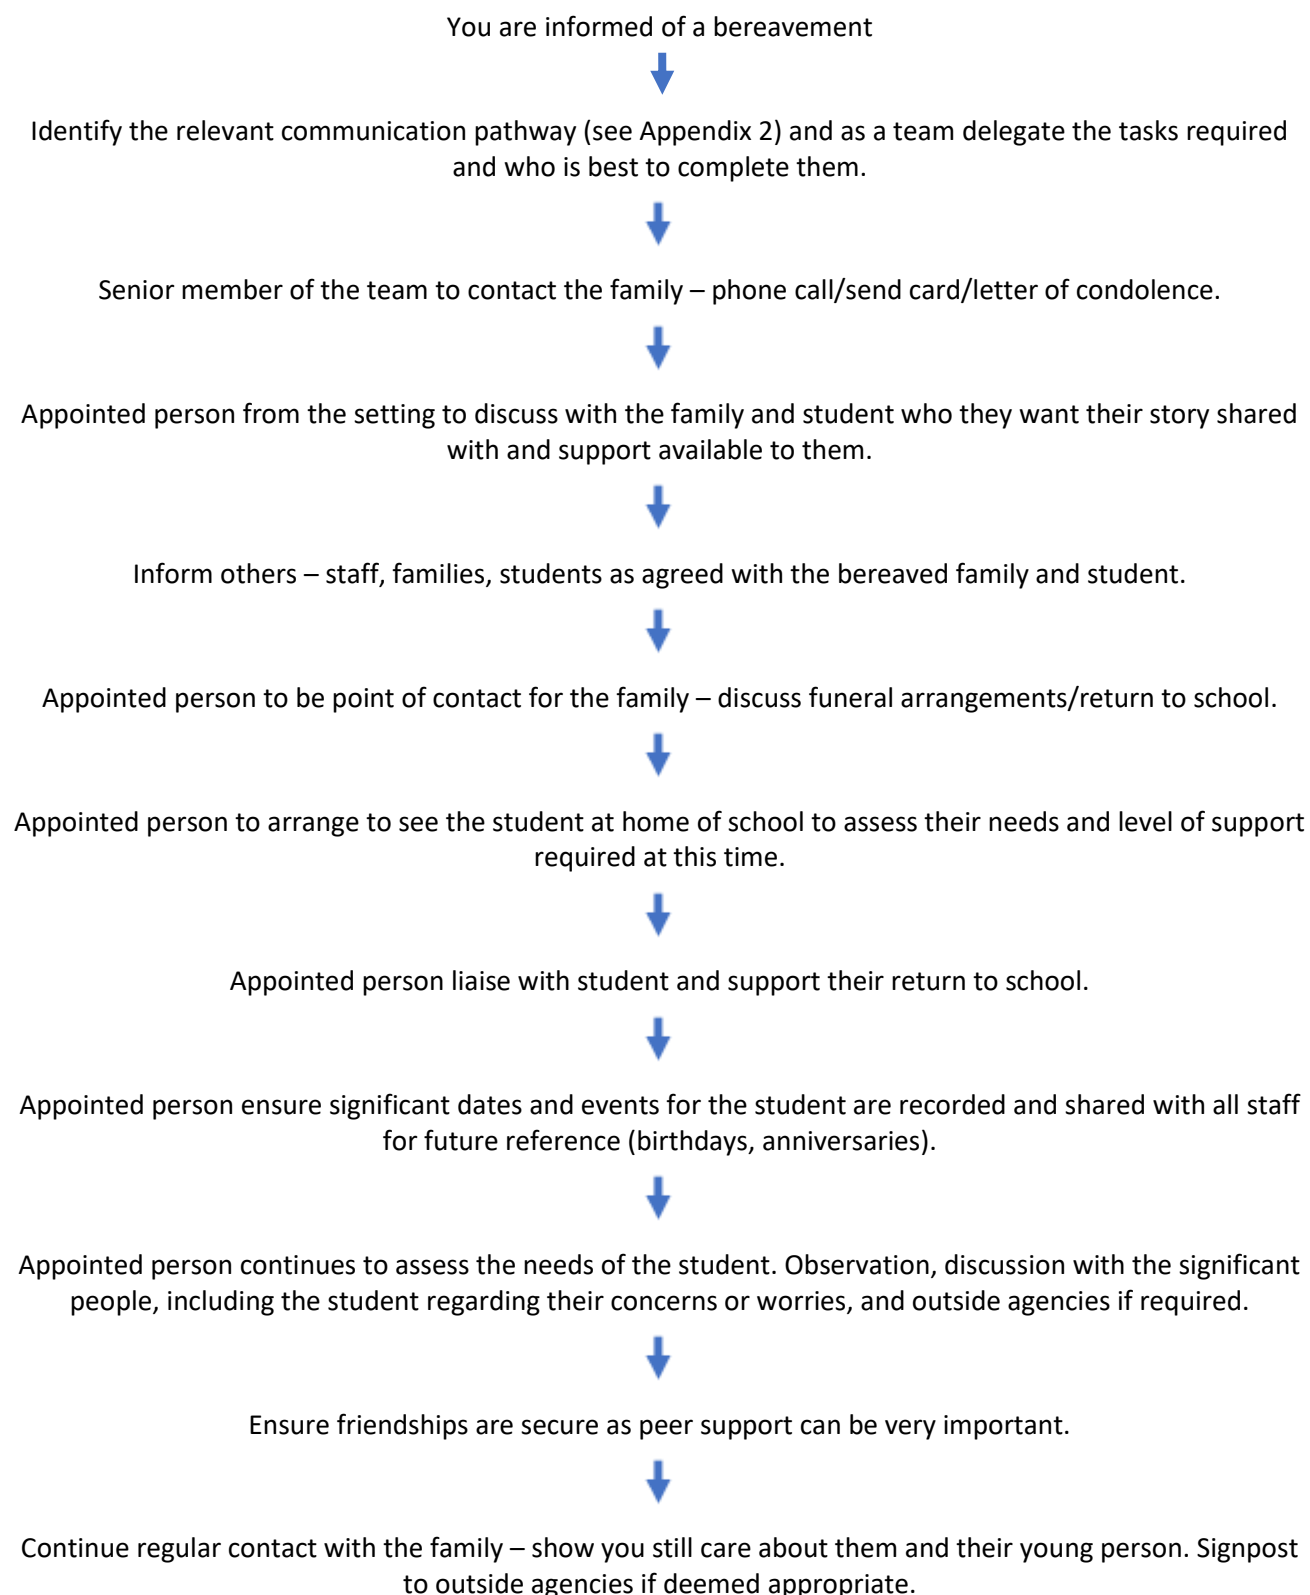 You are informed of a bereavement
Identify the relevant communication pathway (see Appendix 2) and as a team delegate the tasks required
and who is best to complete them.
Senior member of the team to contact the family – phone call/send card/letter of condolence.
Appointed person from the setting to discuss with the family and student who they want their story shared
with and support available to them.
Inform others – staff, families, students as agreed with the bereaved family and student.
Appointed person to be point of contact for the family – discuss funeral arrangements/return to school.
Appointed person to arrange to see the student at home of school to assess their needs and level of support
required at this time.
Appointed person liaise with student and support their return to school.
Appointed person ensure significant dates and events for the student are recorded and shared with all staff
for future reference (birthdays, anniversaries).
Appointed person continues to assess the needs of the student. Observation, discussion with the significant
people, including the student regarding their concerns or worries, and outside agencies if required.
Ensure friendships are secure as peer support can be very important.
Continue regular contact with the family – show you still care about them and their young person. Signpost
to outside agencies if deemed appropriate.